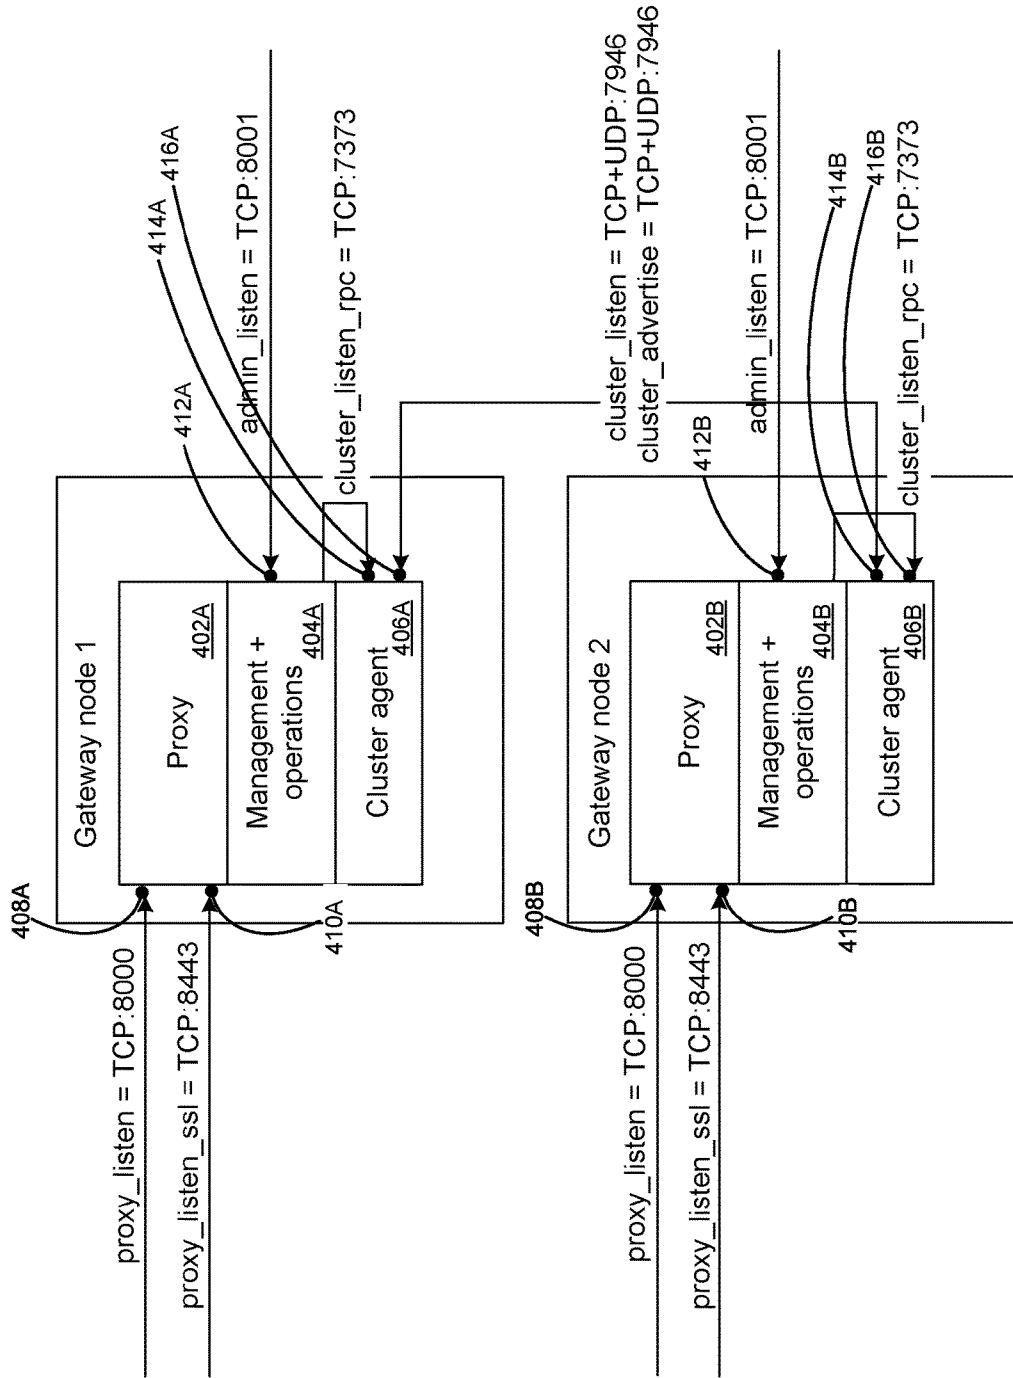 Gateway node 1
408A
proxy_listen = TCP:8000
proxy_listen_ssl = TCP:8443
410A
Proxy
402A
Management +
operations
404A
Cluster agent
406A
412A
414A
416A
admin_listen = TCP:8001
cluster_listen_rpc = TCP:7373
cluster_listen = TCP+UDP:7946
cluster_advertise = TCP+UDP:7946
Gateway node 2
408B
proxy_listen = TCP:8000
proxy_listen_ssl = TCP:8443
410B
Proxy
402B
Management +
operations
404B
Cluster agent
406B
412B
admin_listen = TCP:8001
414B
416B
cluster_listen_rpc = TCP:7373